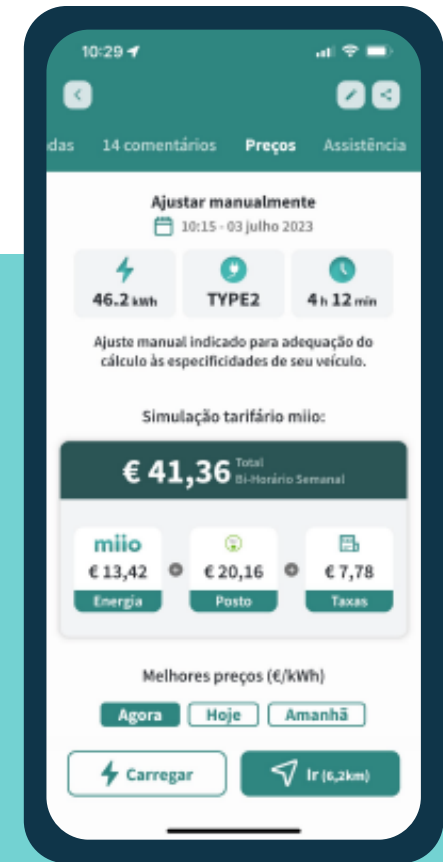 10:29
das 14 comentários Preços Assistência
Ajustar manualmente
10:15 - 03 julho 2023
46.2 kWh TYPE2 4 h 12 min
Ajuste manual indicado para adequação do
cálculo às especificidades de seu veículo.
Simulação tarifário miio:
€ 41,36 Total
Bi-Horário Semanal
miio
€ 13,42 € 20,16 € 7,78
Energia Posto Taxas
Melhores preços (€/kWh)
Agora Hoje Amanhã
Carregar Ir (6,2km)